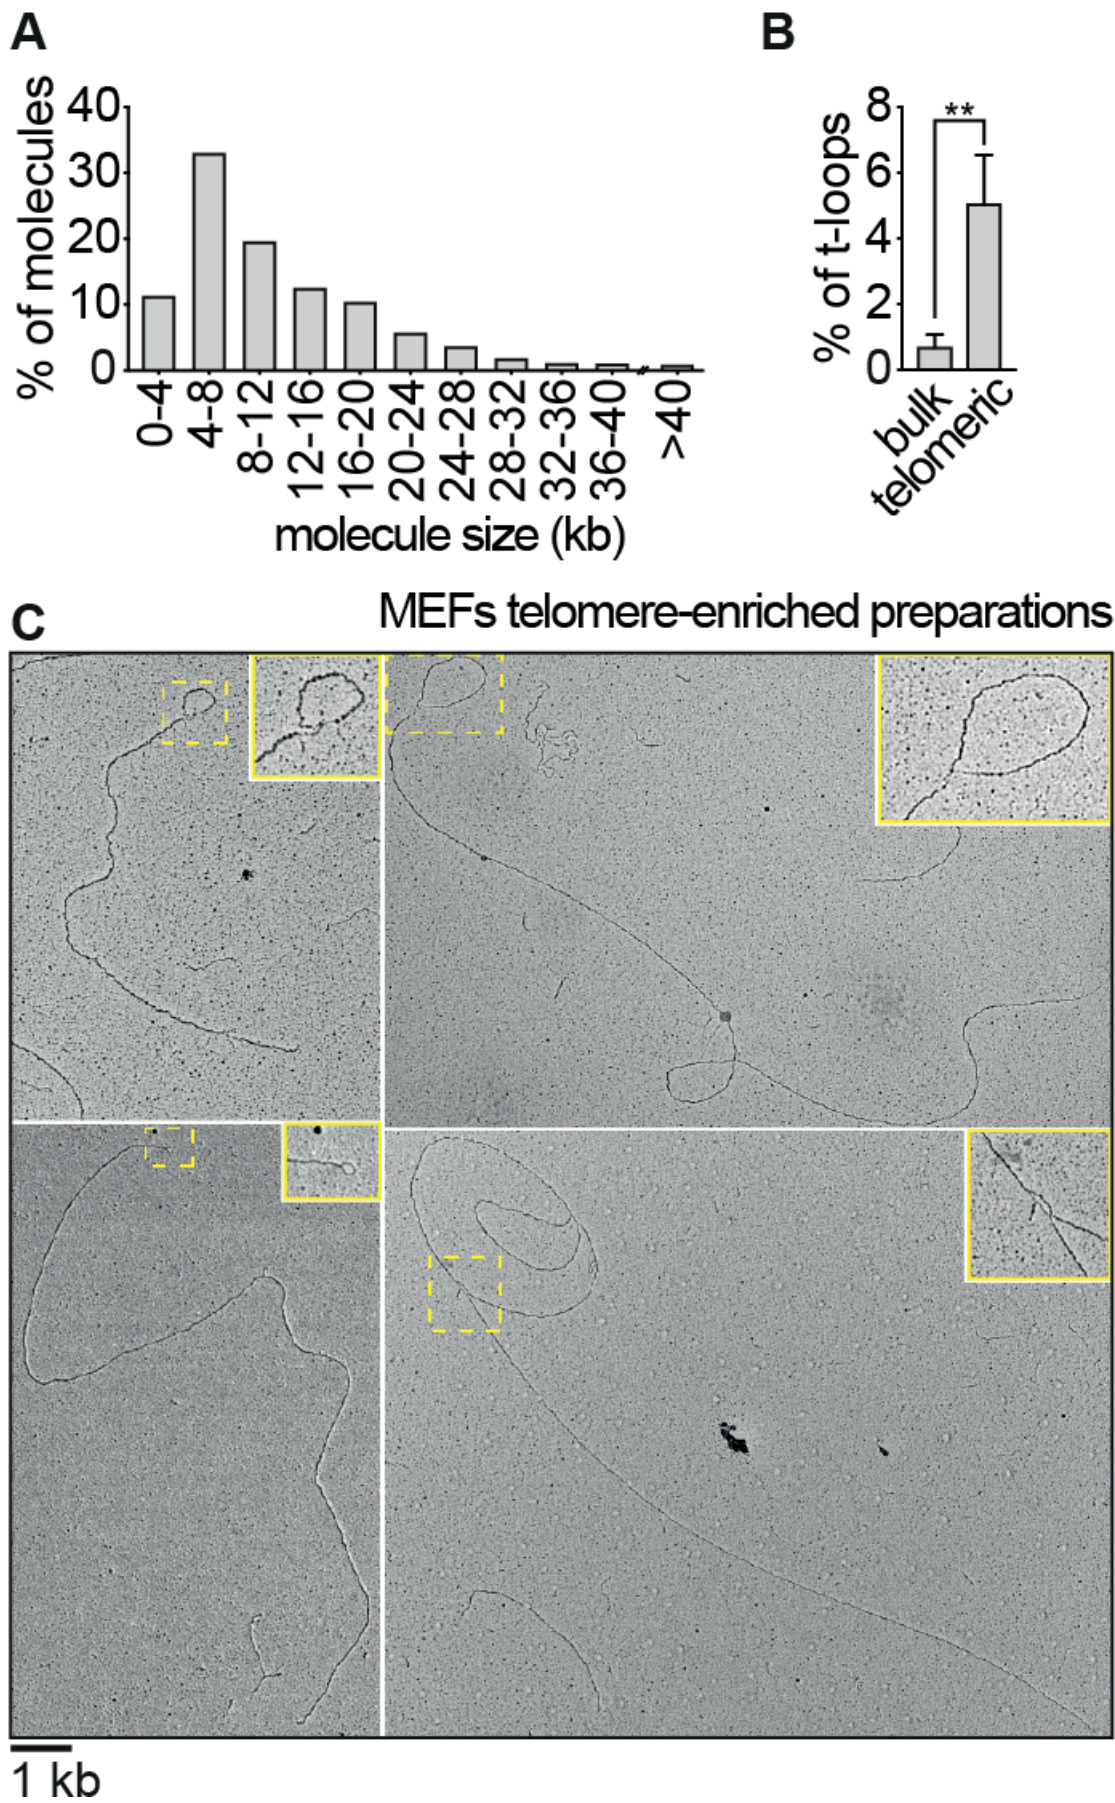 A
B
% of molecules
40
30
20
10
0
0-4
4-8
8-12
12-16
16-20
20-24
24-28
28-32
32-36
36-40
>40
molecule size (kb)
% of t-loops
8
6
4
2
0
**
bulk
telomeric
C
MEFs telomere-enriched preparations
1 kb